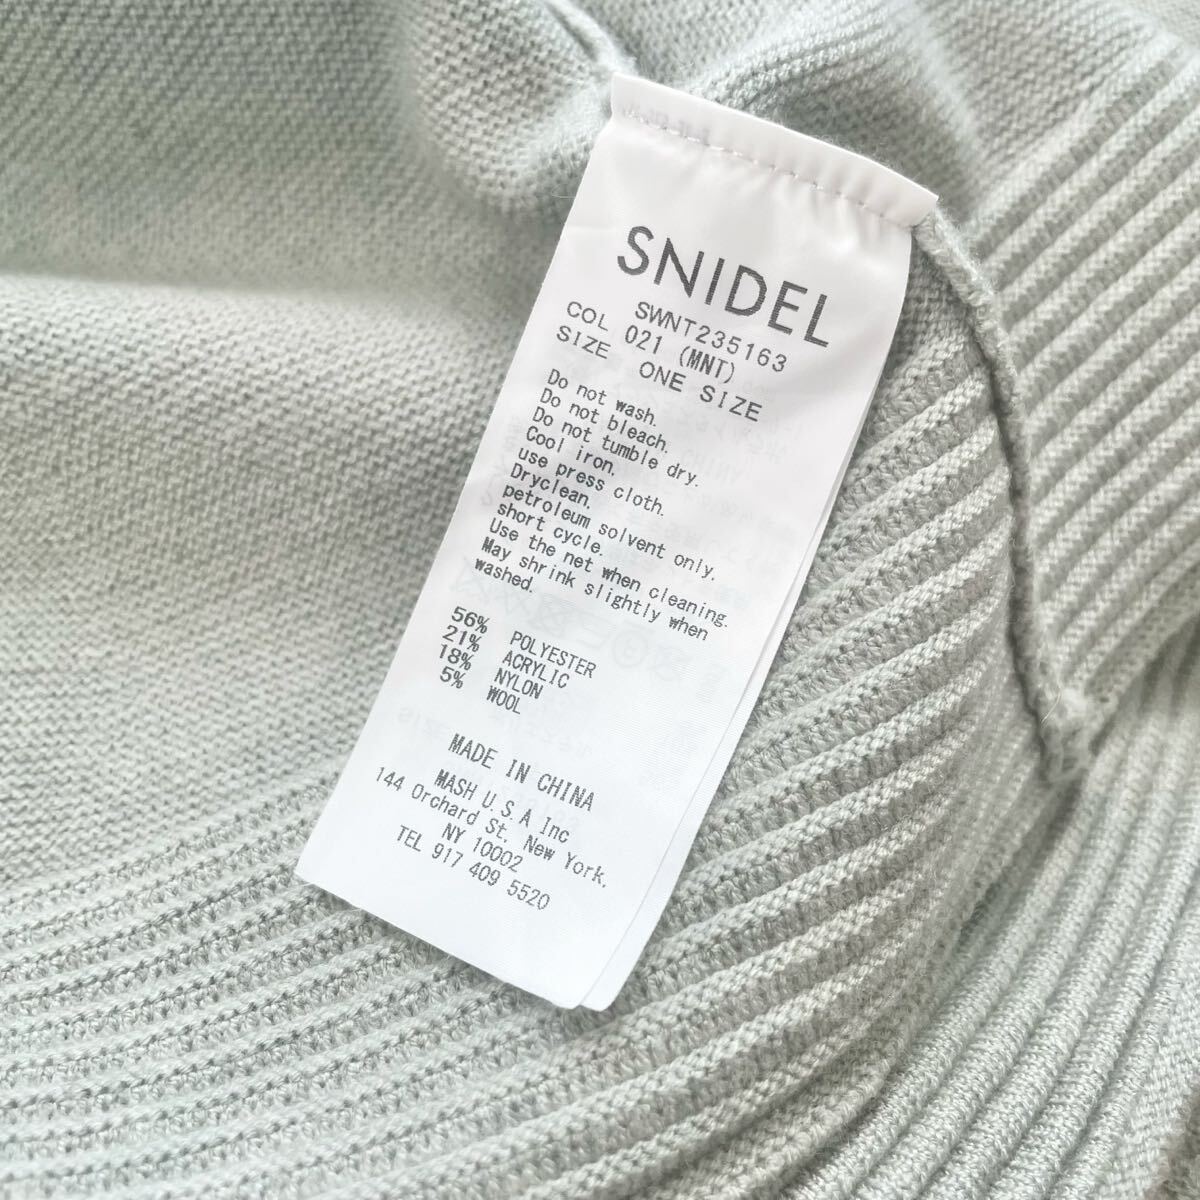 SNIDEL
SWNT235163
COL 021 (MNT)
SIZE ONE SIZE
Do not wash.
Do not bleach.
Do not tumble dry.
Cool iron.
use press cloth.
Dryclean.
petroleum solvent only.
short cycle.
Use the net when cleaning.
May shrink slightly when
washed.
56% POLYESTER
21% ACRYLIC
18% NYLON
5% WOOL
MADE IN CHINA
MASH U.S.A Inc
144 Orchard St. New York,
NY 10002
TEL 917 409 5520